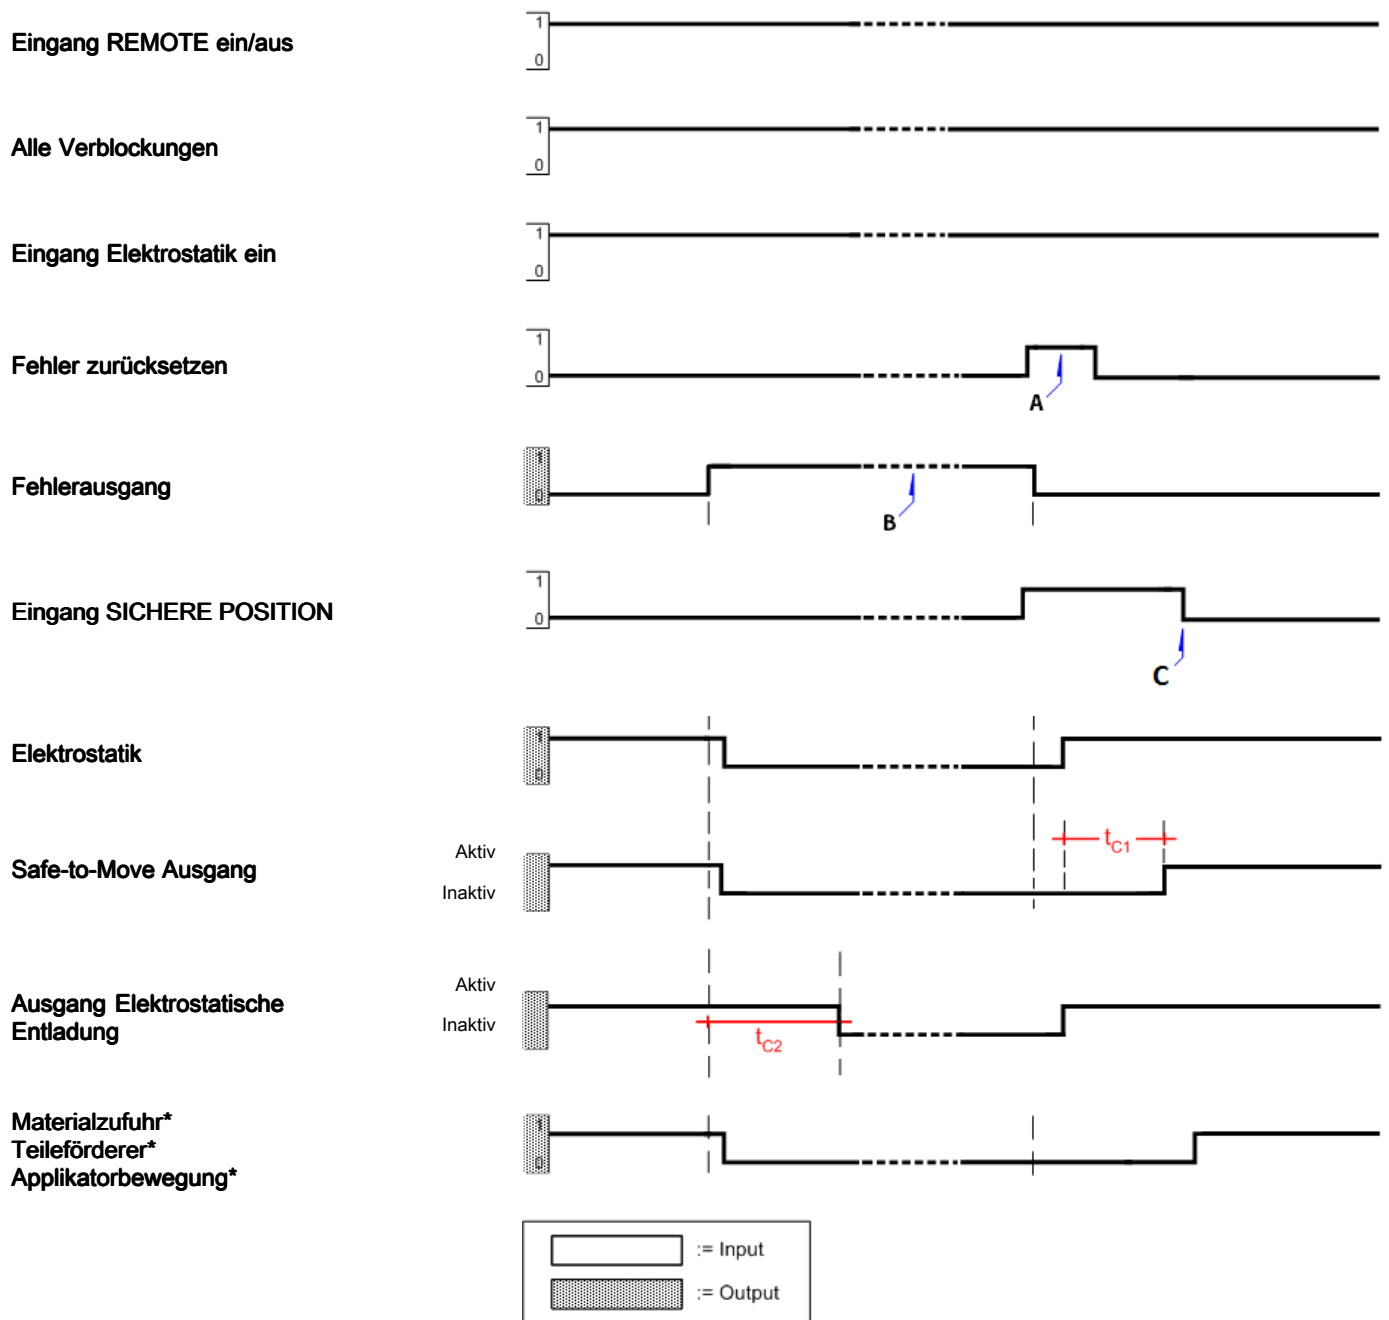 Eingang REMOTE ein/aus
1
0
Alle Verblockungen
1
0
Eingang Elektrostatik ein
1
0
Fehler zurücksetzen
1
0
A
Fehlerausgang
1
0
B
Eingang SICHERE POSITION
1
0
C
Elektrostatik
1
0
Safe-to-Move Ausgang
Aktiv
Inaktiv
tC1
Ausgang Elektrostatische
Entladung
Aktiv
Inaktiv
tC2
Materialzufuhr*
Teileförderer*
Applikatorbewegung*
1
0
:= Input
:= Output